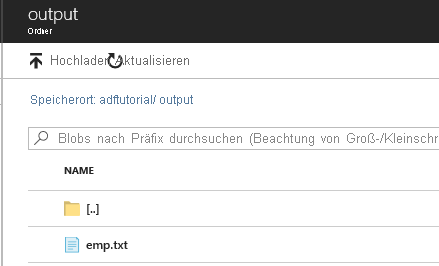 output
Ordner
Hochladen Aktualisieren
Speicherort: adftutorial/ output
Blobs nach Präfix durchsuchen (Beachtung von Groß-/Kleinschr
NAME
[..]
emp.txt